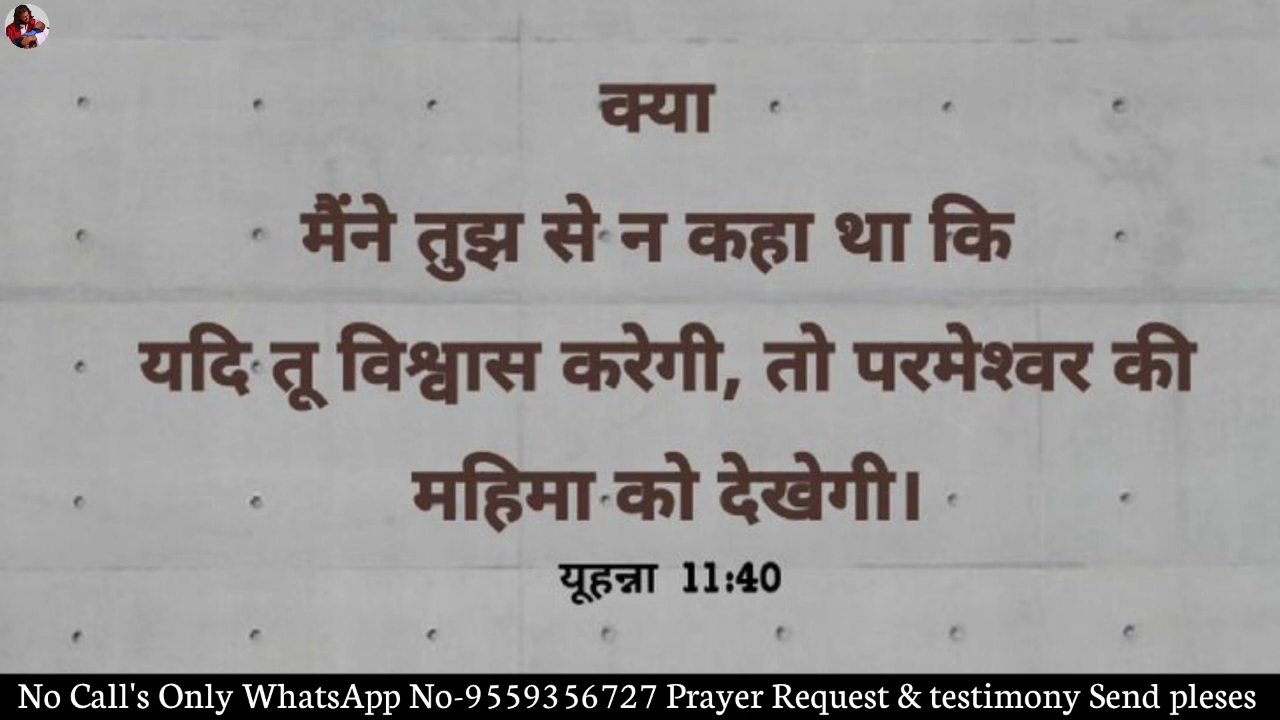 क्या
मैंने तुझ से न कहा था कि
यदि तू विश्वास करेगी, तो परमेश्वर की
महिमा को देखेगी।
यूहन्ना 11:40
No Call's Only WhatsApp No-9559356727 Prayer Request & testimony Send pleses